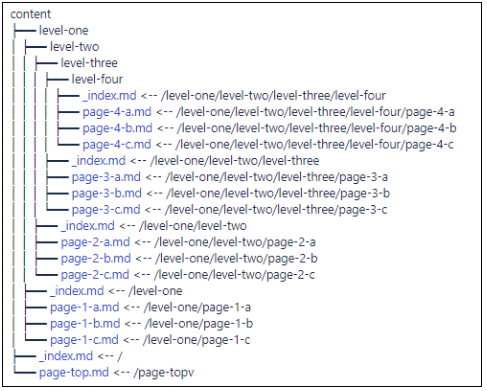 content
├── level-one
│ ├── level-two
│ │ ├── level-three
│ │ │ ├── level-four
│ │ │ │ ├── _index.md <-- /level-one/level-two/level-three/level-four
│ │ │ │ ├── page-4-a.md <-- /level-one/level-two/level-three/level-four/page-4-a
│ │ │ │ ├── page-4-b.md <-- /level-one/level-two/level-three/level-four/page-4-b
│ │ │ │ └── page-4-c.md <-- /level-one/level-two/level-three/level-four/page-4-c
│ │ │ ├── _index.md <-- /level-one/level-two/level-three
│ │ │ ├── page-3-a.md <-- /level-one/level-two/level-three/page-3-a
│ │ │ ├── page-3-b.md <-- /level-one/level-two/level-three/page-3-b
│ │ │ └── page-3-c.md <-- /level-one/level-two/level-three/page-3-c
│ │ ├── _index.md <-- /level-one/level-two
│ │ ├── page-2-a.md <-- /level-one/level-two/page-2-a
│ │ ├── page-2-b.md <-- /level-one/level-two/page-2-b
│ │ └── page-2-c.md <-- /level-one/level-two/page-2-c
│ ├── _index.md <-- /level-one
│ ├── page-1-a.md <-- /level-one/page-1-a
│ ├── page-1-b.md <-- /level-one/page-1-b
│ └── page-1-c.md <-- /level-one/page-1-c
├── _index.md <-- /
└── page-top.md <-- /page-topv